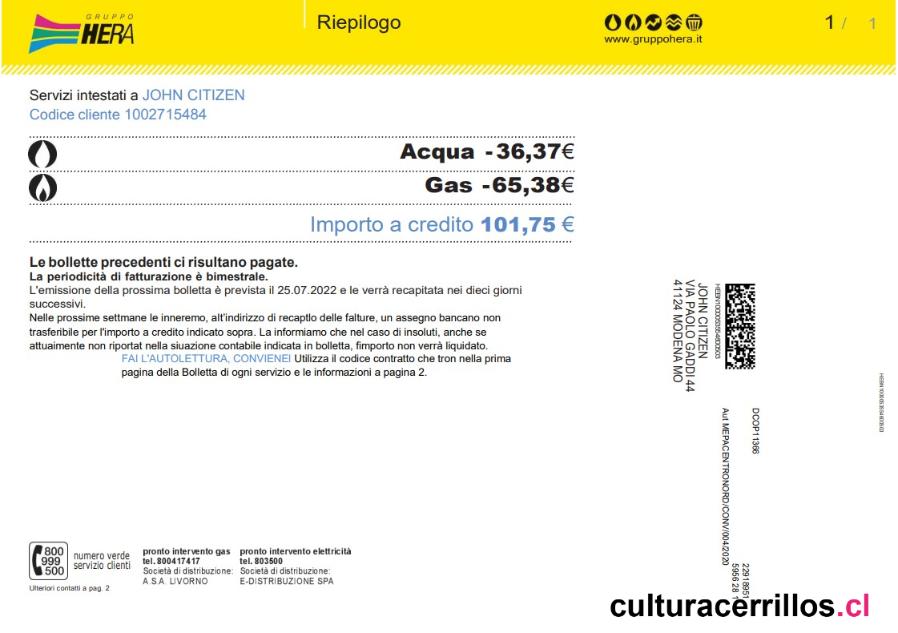 GRUPPO
HERA
Riepilogo
www.gruppohera.it
1 / 1
Servizi intestati a JOHN CITIZEN
Codice cliente 1002715484
Acqua -36,37€
Gas -65,38€
Importo a credito 101,75 €
Le bollette precedenti ci risultano pagate.
La periodicità di fatturazione è bimestrale.
L'emissione della prossima bolletta è prevista il 25.07.2022 e le verrà recapitata nei dieci giorni
successivi.
Nelle prossime settimane le inneremo, alt'indirizzo di recaptlo delle falture, un assegno bancano non
trasferibile per l'importo a credito indicato sopra. La informiamo che nel caso di insoluti, anche se
attuaimente non riportat nella siuazione contabile indicata in bolletta, fimporto non verrà liquidato.
FAI L'AUTOLETTURA, CONVIENEI Utilizza il codice contratto che tron nella prima
pagina della Bolletta di ogni servizio e le informazioni a pagina 2.
JOHN CITIZEN
VIA PAOLO GADDI 44
41124 MODENA MO
DCOP11366
Aut MEPACENTRONORD/CONV/004/2020
22918951
5956 28
800
999
500
numero verde
servizio clienti
Ulteriori contatti a pag. 2
pronto intervento gas
tel. 800417417
Società di distribuzione:
A.S.A. LIVORNO
pronto intervento elettricità
tel. 803500
Società di distribuzione:
E-DISTRIBUZIONE SPA
culturacerrillos.cl